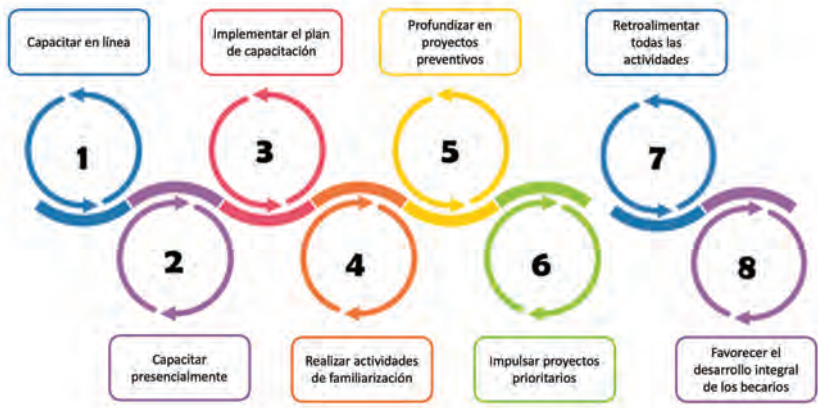 Capacitar en línea
Implementar el plan
de capacitación
Profundizar en
proyectos
preventivos
Retroalimentar
todas las
actividades
1
3
5
7
2
4
6
8
Capacitar
presencialmente
Realizar actividades
de familiarización
Impulsar proyectos
prioritarios
Favorecer el
desarrollo integral
de los becarios